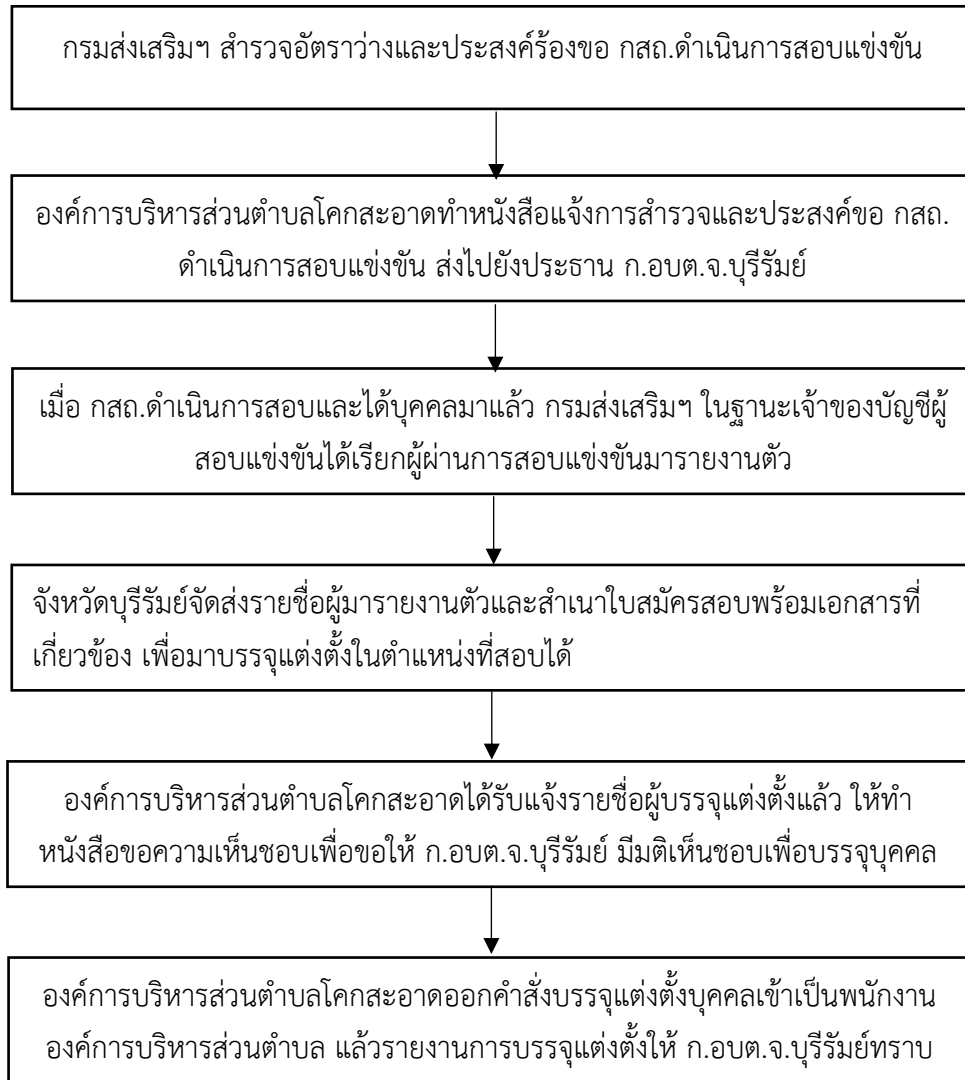 กรมส่งเสริมฯ สำรวจอัตราว่างและประสงค์ร้องขอ กสถ.ดำเนินการสอบแข่งขัน
องค์การบริหารส่วนตำบลโคกสะอาดทำหนังสือแจ้งการสำรวจและประสงค์ขอ กสถ.
ดำเนินการสอบแข่งขัน ส่งไปยังประธาน ก.อบต.จ.บุรีรัมย์
เมื่อ กสถ.ดำเนินการสอบและได้บุคคลมาแล้ว กรมส่งเสริมฯ ในฐานะเจ้าของบัญชีผู้
สอบแข่งขันได้เรียกผู้ผ่านการสอบแข่งขันมารายงานตัว
จังหวัดบุรีรัมย์จัดส่งรายชื่อผู้มารายงานตัวและสำเนาใบสมัครสอบพร้อมเอกสารที่
เกี่ยวข้อง เพื่อมาบรรจุแต่งตั้งในตำแหน่งที่สอบได้
องค์การบริหารส่วนตำบลโคกสะอาดได้รับแจ้งรายชื่อผู้บรรจุแต่งตั้งแล้ว ให้ทำ
หนังสือขอความเห็นชอบเพื่อขอให้ ก.อบต.จ.บุรีรัมย์ มีมติเห็นชอบเพื่อบรรจุบุคคล
องค์การบริหารส่วนตำบลโคกสะอาดออกคำสั่งบรรจุแต่งตั้งบุคคลเข้าเป็นพนักงาน
องค์การบริหารส่วนตำบล แล้วรายงานการบรรจุแต่งตั้งให้ ก.อบต.จ.บุรีรัมย์ทราบ